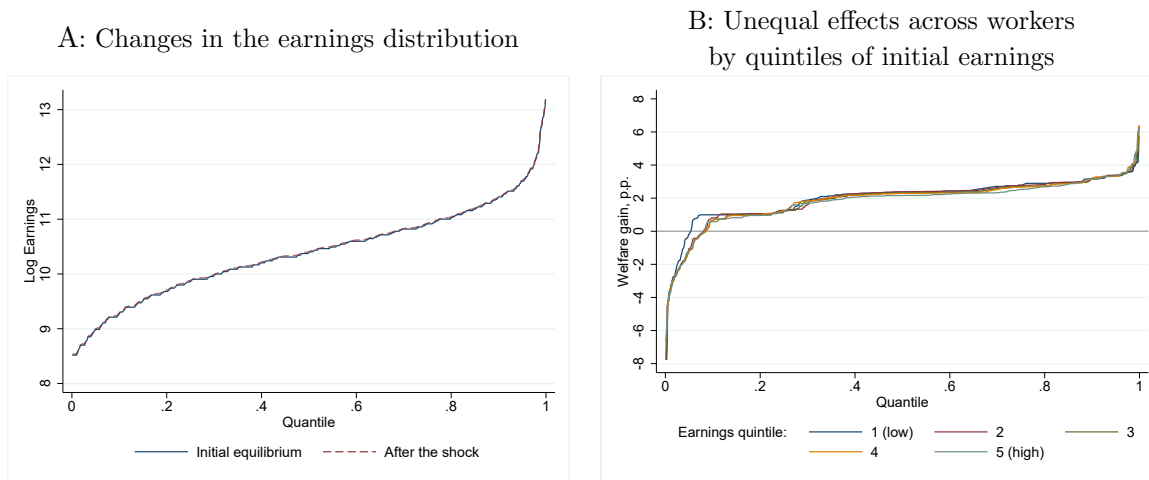 A: Changes in the earnings distribution
Log Earnings
13
12
11
10
9
8
0 .2 .4 .6 .8 1
Quantile
Initial equilibrium After the shock
B: Unequal effects across workers
by quintiles of initial earnings
Welfare gain, p.p.
8
6
4
2
0
-2
-4
-6
-8
0 .2 .4 .6 .8 1
Quantile
Earnings quintile: 1 (low) 2 3
4 5 (high)